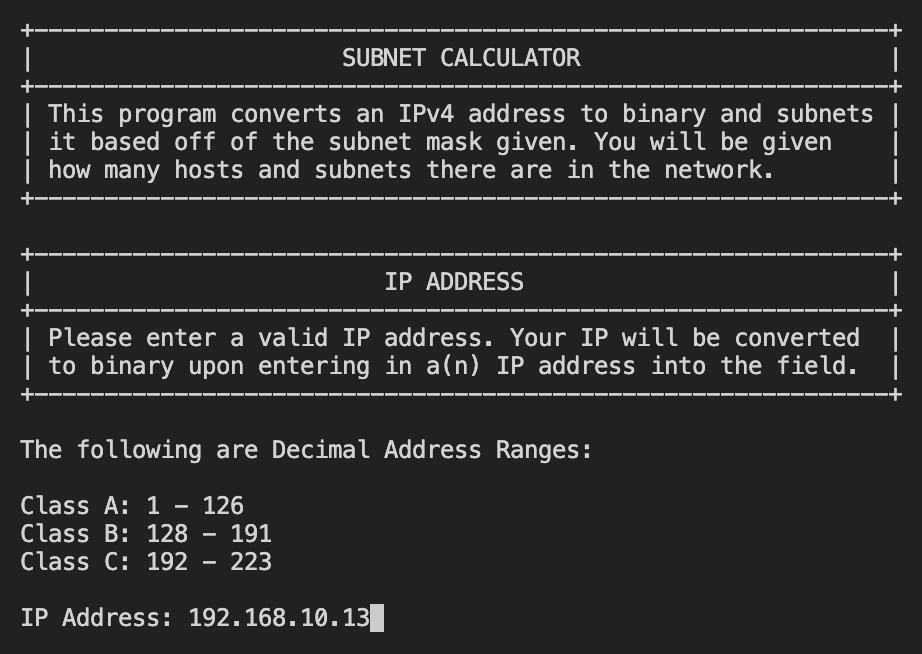 SUBNET CALCULATOR
This program converts an IPv4 address to binary and subnets
it based off of the subnet mask given. You will be given
how many hosts and subnets there are in the network.
IP ADDRESS
Please enter a valid IP address. Your IP will be converted
to binary upon entering in a(n) IP address into the field.
The following are Decimal Address Ranges:
Class A: 1 - 126
Class B: 128 - 191
Class C: 192 - 223
IP Address: 192.168.10.13